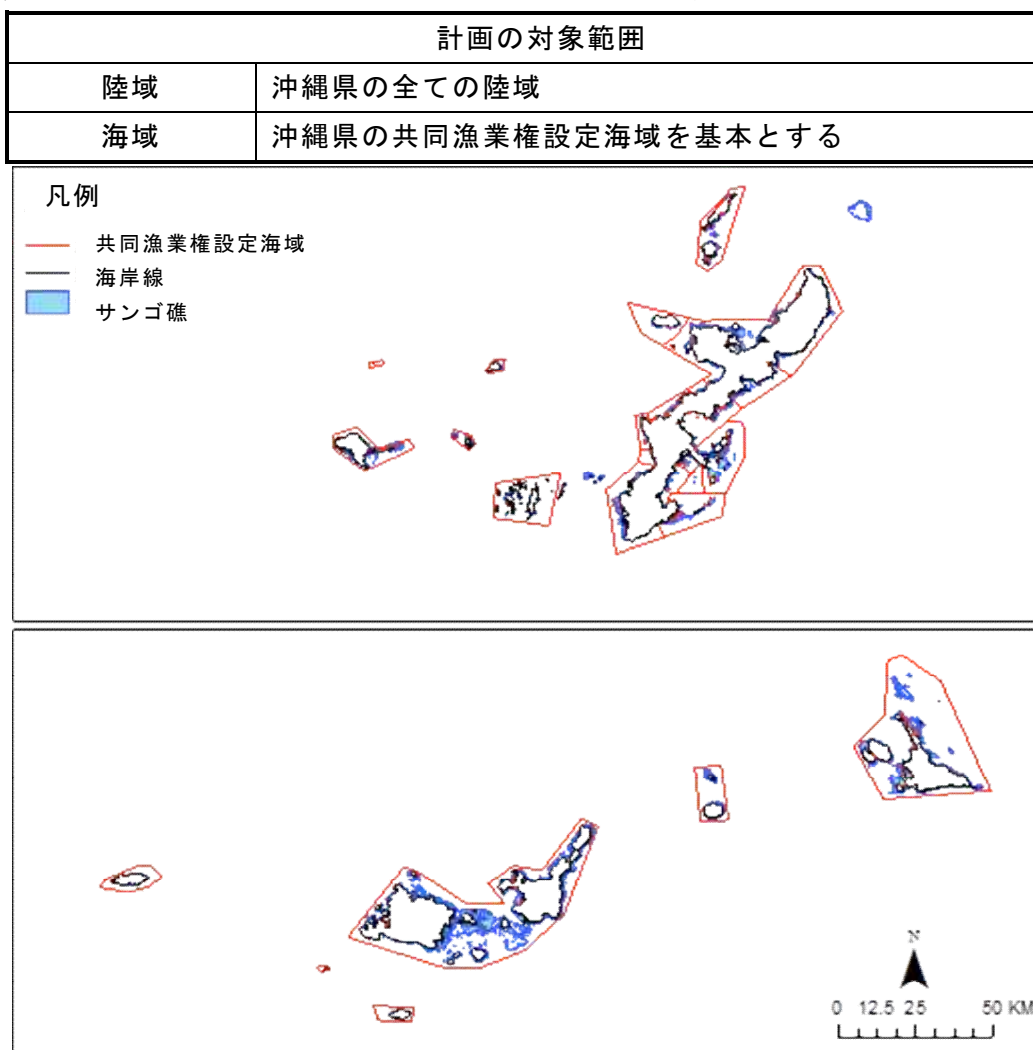 計画の対象範囲
陸域 沖縄県の全ての陸域
海域 沖縄県の共同漁業権設定海域を基本とする
凡例
共同漁業権設定海域
海岸線
サンゴ礁
N
0 12.5 25 50 KM